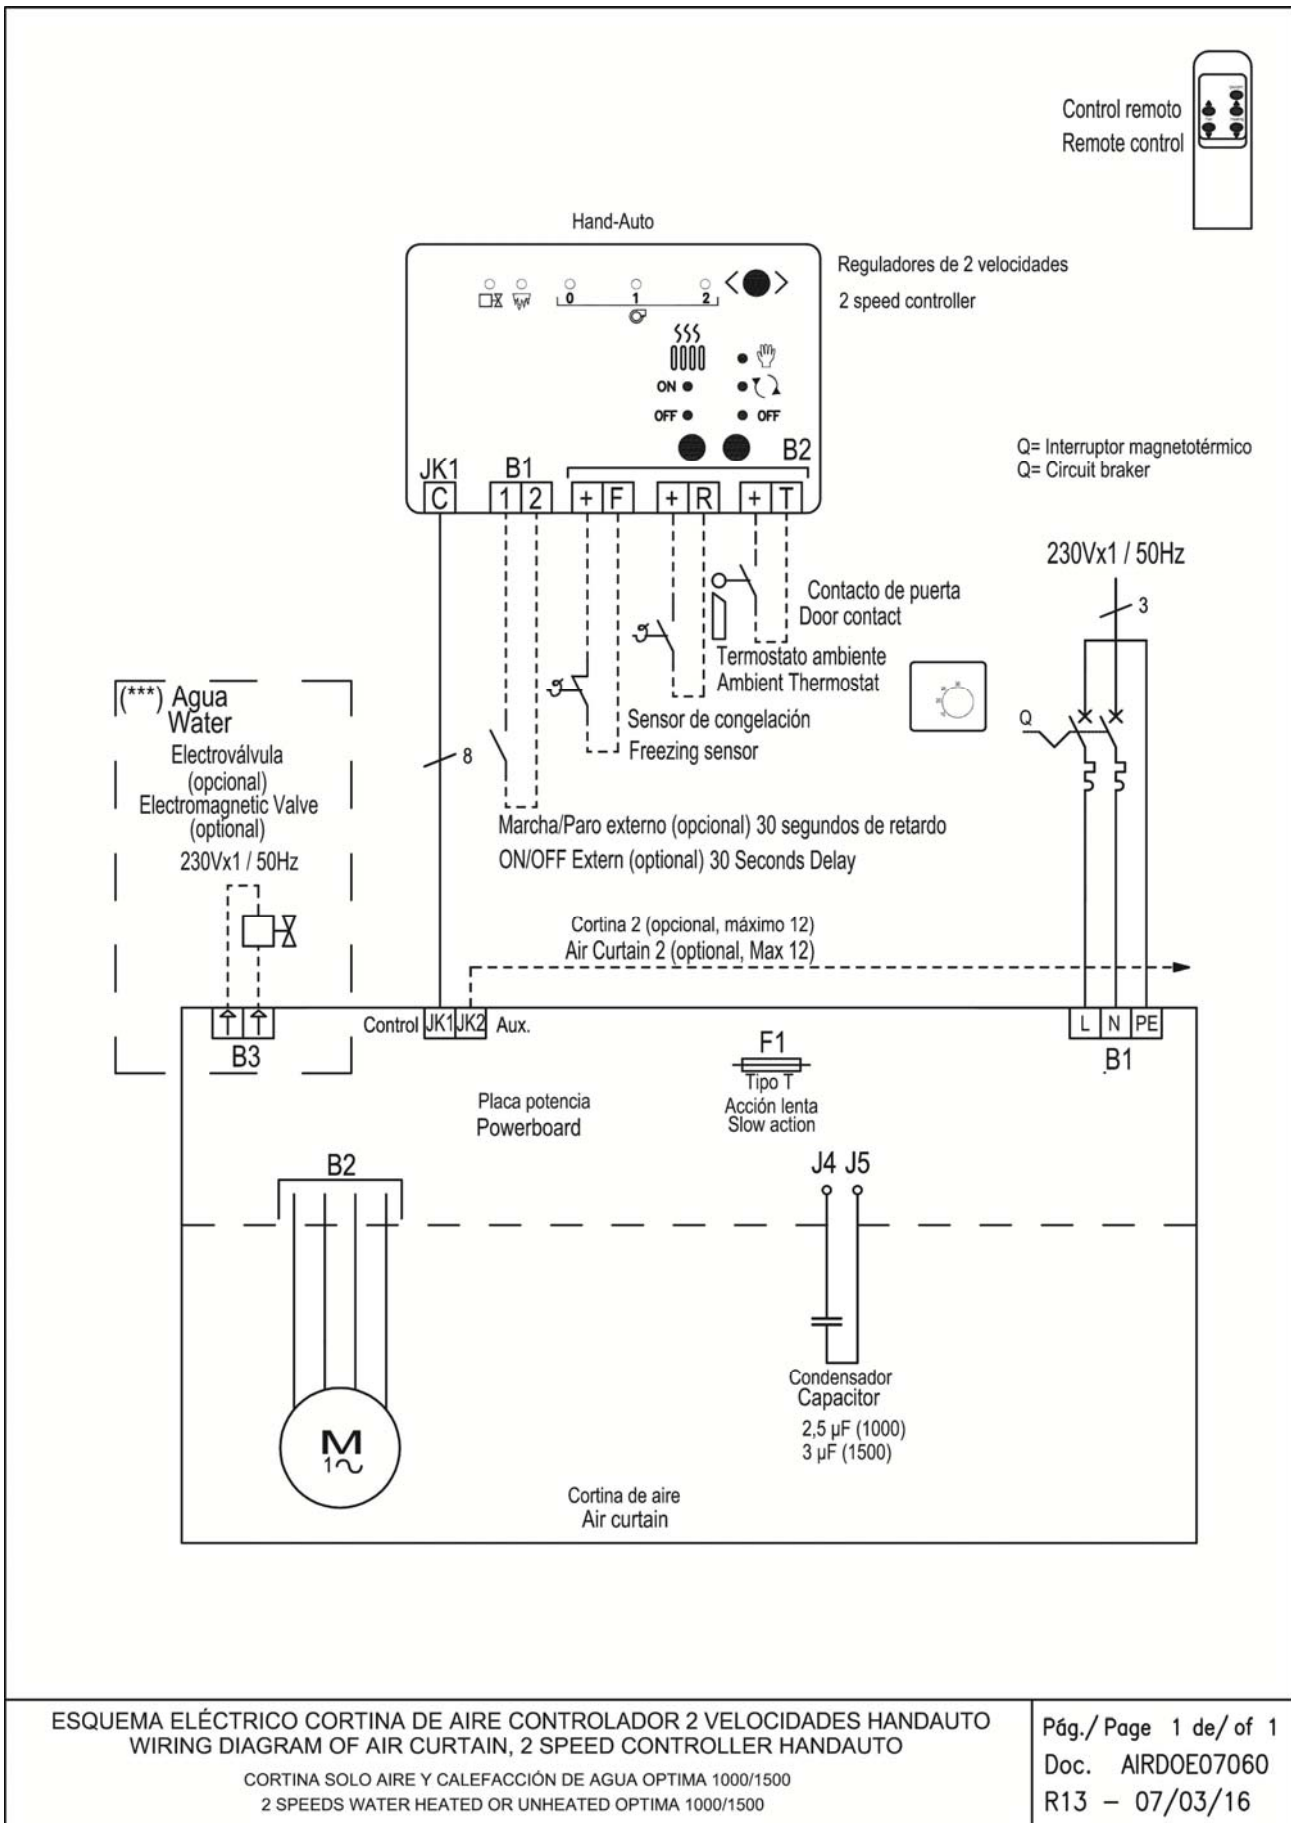 Control remoto
Remote control
Hand-Auto
Reguladores de 2 velocidades
2 speed controller
0 1 2
ON
OFF
OFF
B2
JK1 B1
C 1 2 + F + R + T
Q= Interruptor magnetotérmico
Q= Circuit braker
230Vx1 / 50Hz
3
Contacto de puerta
Door contact
Termostato ambiente
Ambient Thermostat
Sensor de congelación
Freezing sensor
Q
8
(***) Agua
Water
Electroválvula
(opcional)
Electromagnetic Valve
(optional)
230Vx1 / 50Hz
Marcha/Paro externo (opcional) 30 segundos de retardo
ON/OFF Extern (optional) 30 Seconds Delay
Cortina 2 (opcional, máximo 12)
Air Curtain 2 (optional, Max 12)
B3
Control JK1 JK2 Aux.
L N PE
B1
F1
Tipo T
Acción lenta
Slow action
Placa potencia
Powerboard
B2
J4 J5
Condensador
Capacitor
2,5 µF (1000)
3 µF (1500)
M
1
Cortina de aire
Air curtain
ESQUEMA ELÉCTRICO CORTINA DE AIRE CONTROLADOR 2 VELOCIDADES HANDAUTO
WIRING DIAGRAM OF AIR CURTAIN, 2 SPEED CONTROLLER HANDAUTO
CORTINA SOLO AIRE Y CALEFACCIÓN DE AGUA OPTIMA 1000/1500
2 SPEEDS WATER HEATED OR UNHEATED OPTIMA 1000/1500
Pág./ Page 1 de/ of 1
Doc. AIRDOE07060
R13 – 07/03/16